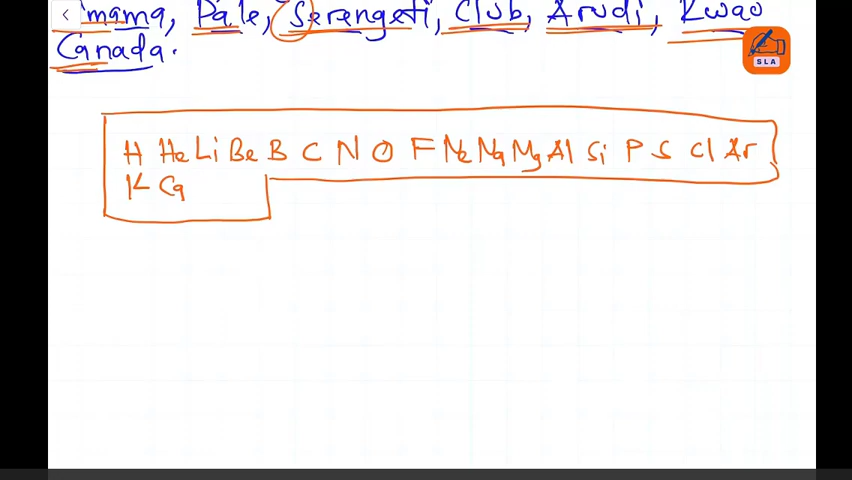 mama, Pale, Serengeti, Club, Arudi, Kwao
Canada.
SLA
H He Li Be B C N O F Ne Na Mg Al Si P S Cl Ar
K Ca